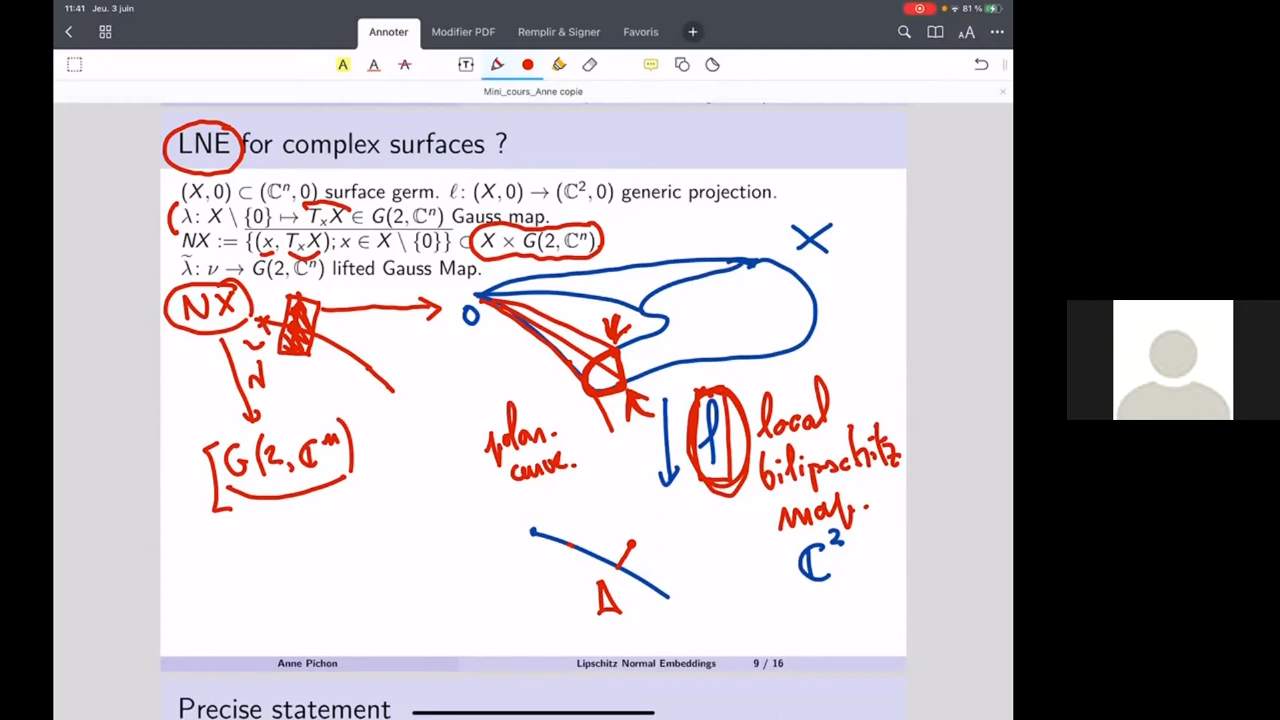 11:41 Jeu. 3 juin
81 %
Annoter
Modifier PDF
Remplir & Signer
Favoris
AA
A
A
A
T
Mini_cours_Anne copie
LNE for complex surfaces ?
(X, 0) ⊂ (ℂⁿ, 0) surface germ. ℓ: (X, 0) → (ℂ², 0) generic projection.
λ: X \ {0} ↦ TₓX ∈ G(2, ℂⁿ) Gauss map.
NX := {(x, TₓX); x ∈ X \ {0}} ⊂ X × G(2, ℂⁿ)
λ̃: ν → G(2, ℂⁿ) lifted Gauss Map.
X
NX
0
G(2, ℂⁿ)
polar.
curve.
ℓ
local
bilipschitz
map.
ℂ²
Δ
Anne Pichon
Lipschitz Normal Embeddings
9 / 16
Precise statement